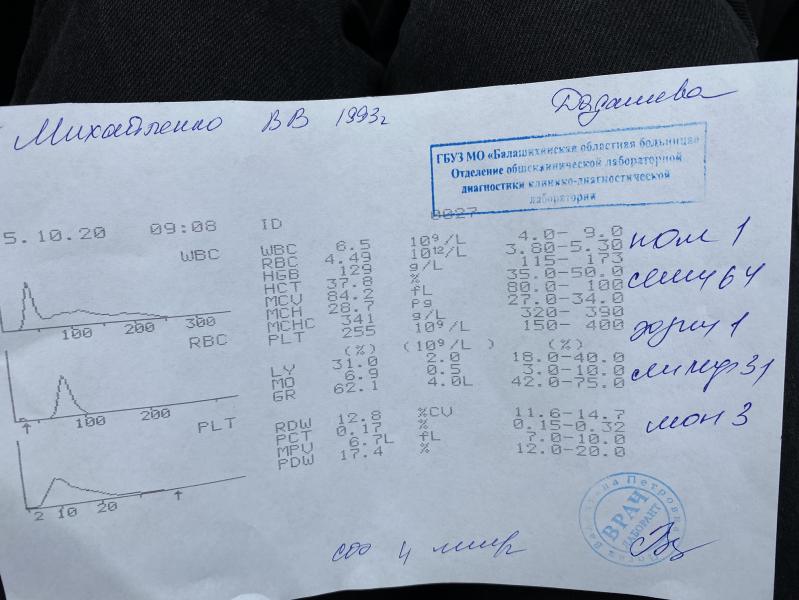 Михайленко ВВ 1993г
ГБУЗ МО «Балашихинская областная больница»
Отделение общеклинической лабораторной
диагностики клинико-диагностической
лаборатории
5.10.20 09:08 ID 0027
WBC
WBC 6.5 10⁹/L 4.0- 9.0
RBC 4.49 10¹²/L 3.80-5.30
HGB 129 g/L 115- 173
HCT 37.8 % 35.0-50.0
MCV 84.2 fL 80.0- 100
MCH 28.7 Pg 27.0-34.0
MCHC 341 g/L 320- 390
PLT 255 10⁹/L 150- 400
100 300
RBC
(%) (10⁹/L ) (%)
LY 31.0 2.0 18.0-40.0
MO 6.9 0.5 3.0-10.0
GR 62.1 4.0L 42.0-75.0
100 200
PLT
RDW 12.8 %CV 11.6-14.7
PCT 0.17 % 0.15-0.32
MPV 6.7L fL 7.0-10.0
PDW 17.4 % 12.0-20.0
2 10 20
пал 1
сегм 64
эози 1
лимф 31
мон 3
соэ 4 мм/г
ВРАЧ
ЛАБОРАНТ